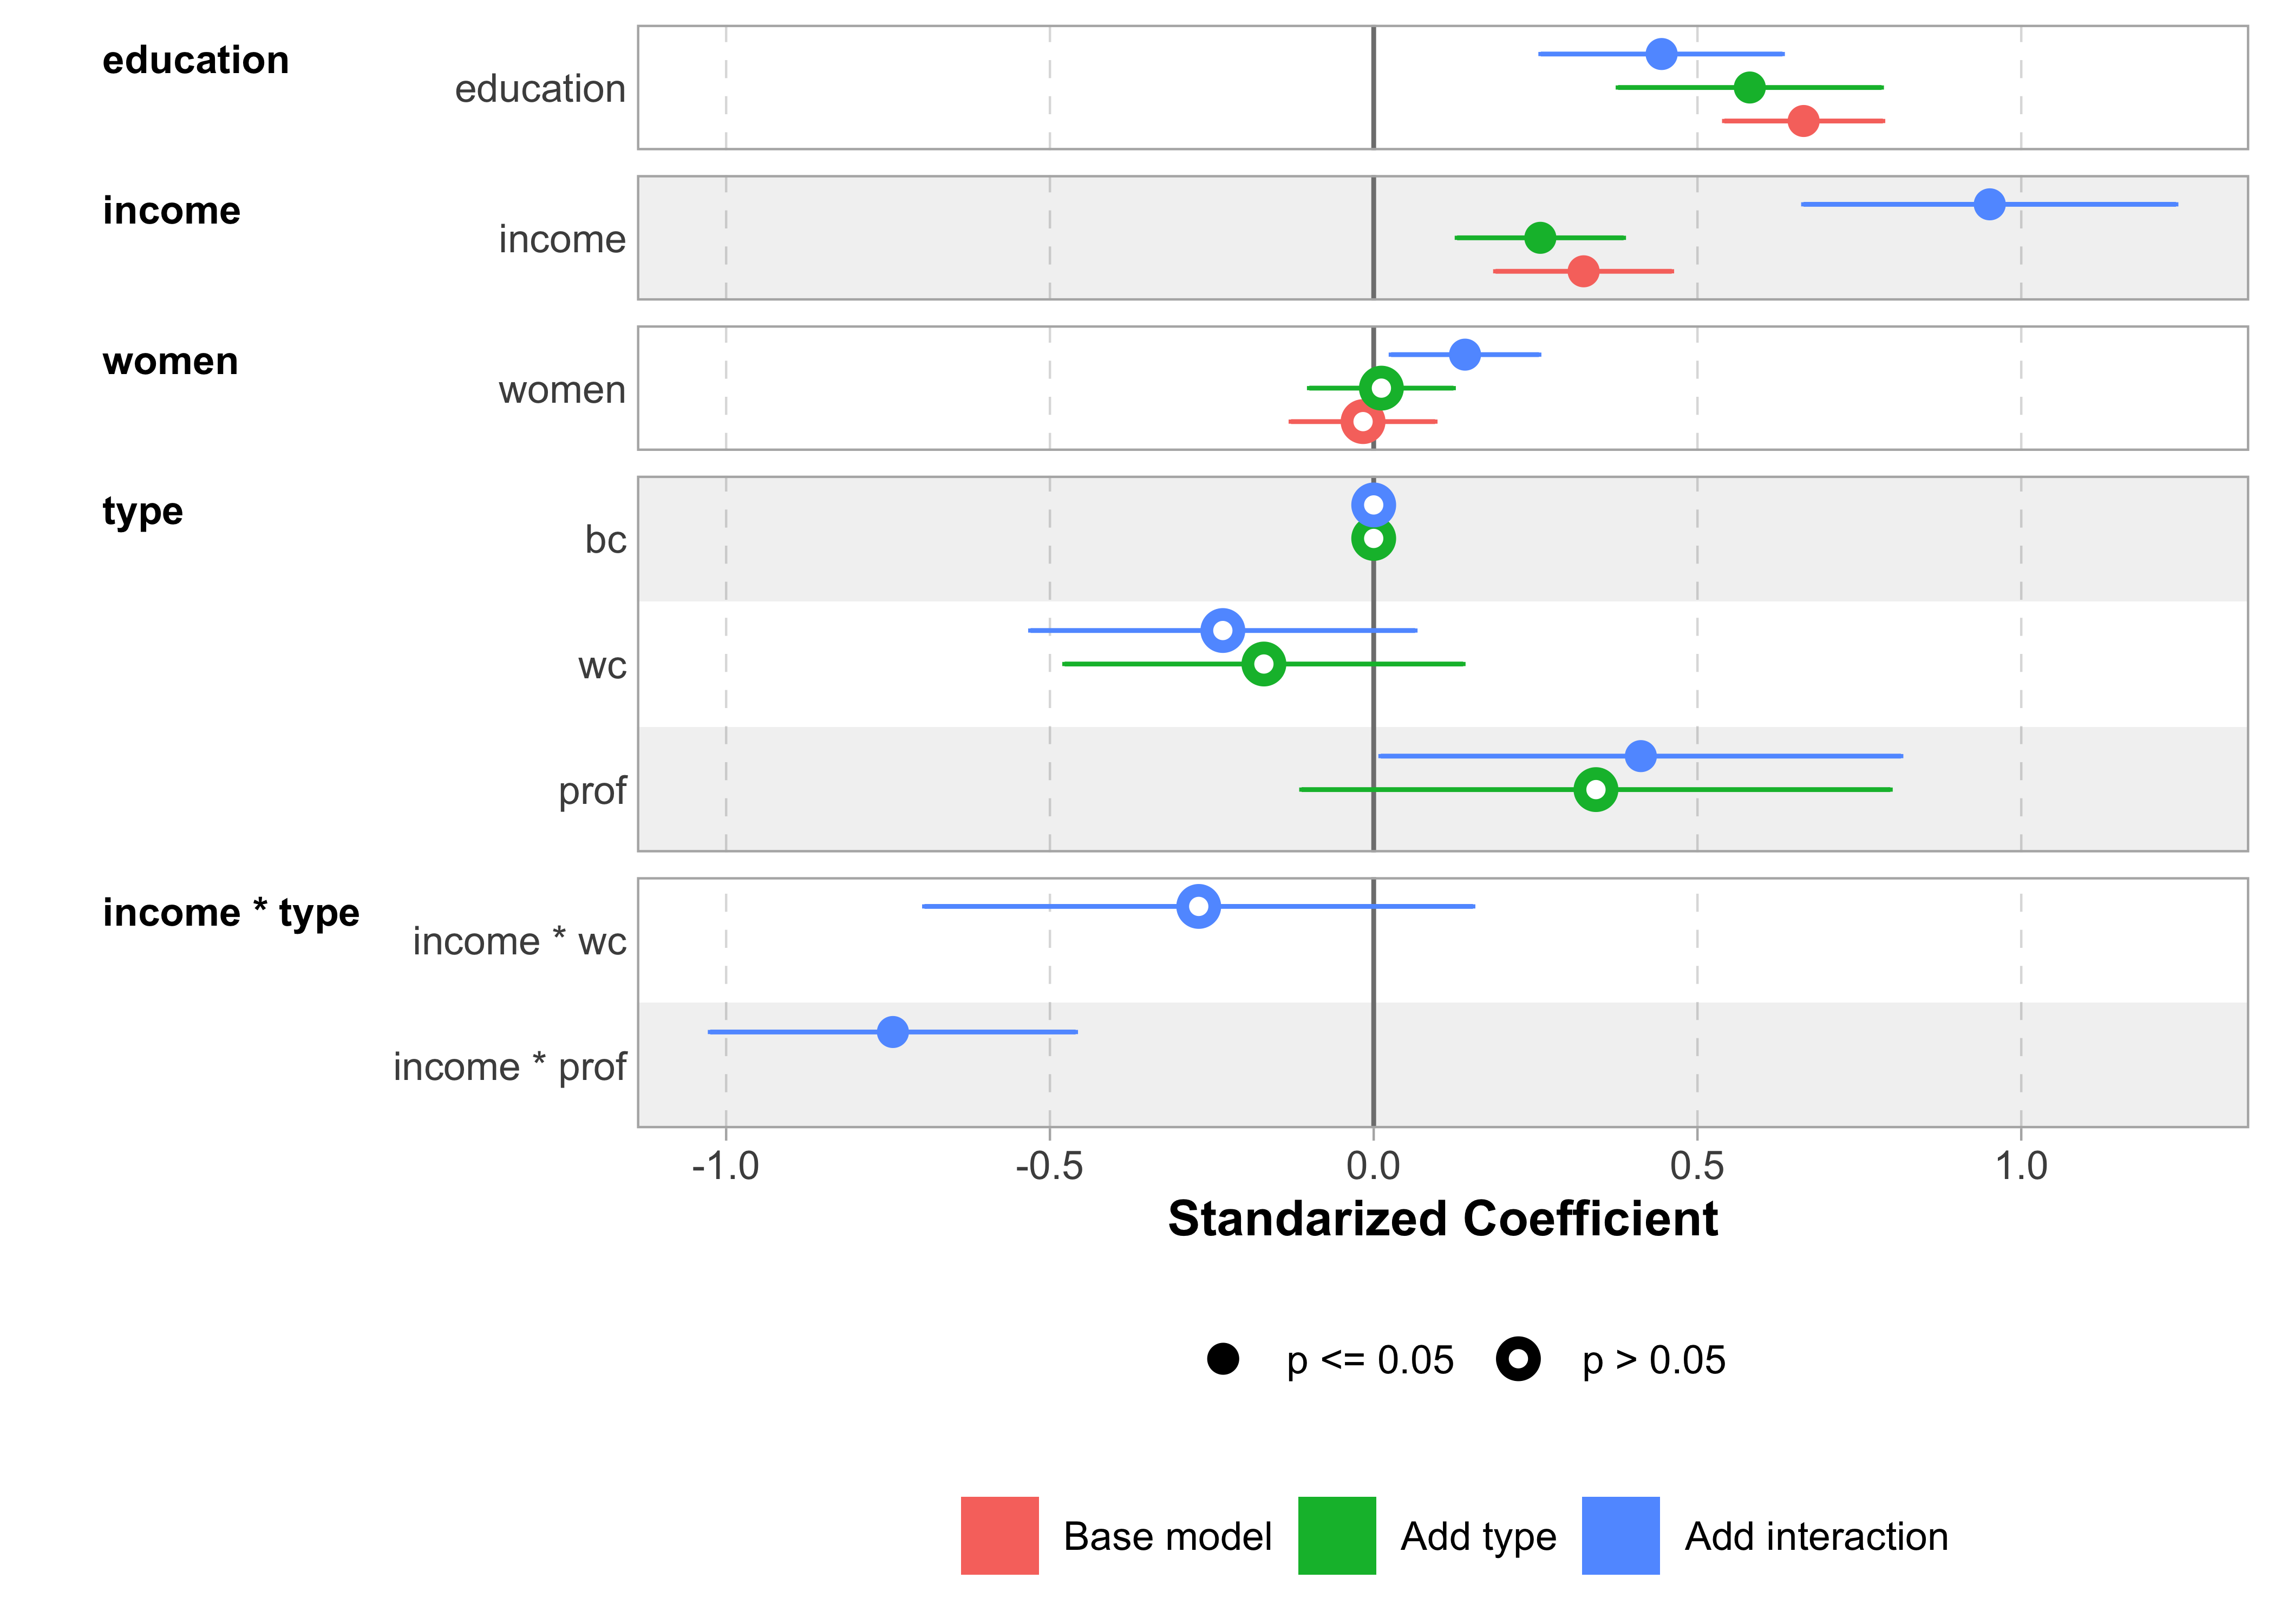 education
education
income
income
women
women
type
bc
wc
prof
income * type
income * wc
income * prof
-1.0 -0.5 0.0 0.5 1.0
Standarized Coefficient
p <= 0.05 p > 0.05
Base model Add type Add interaction